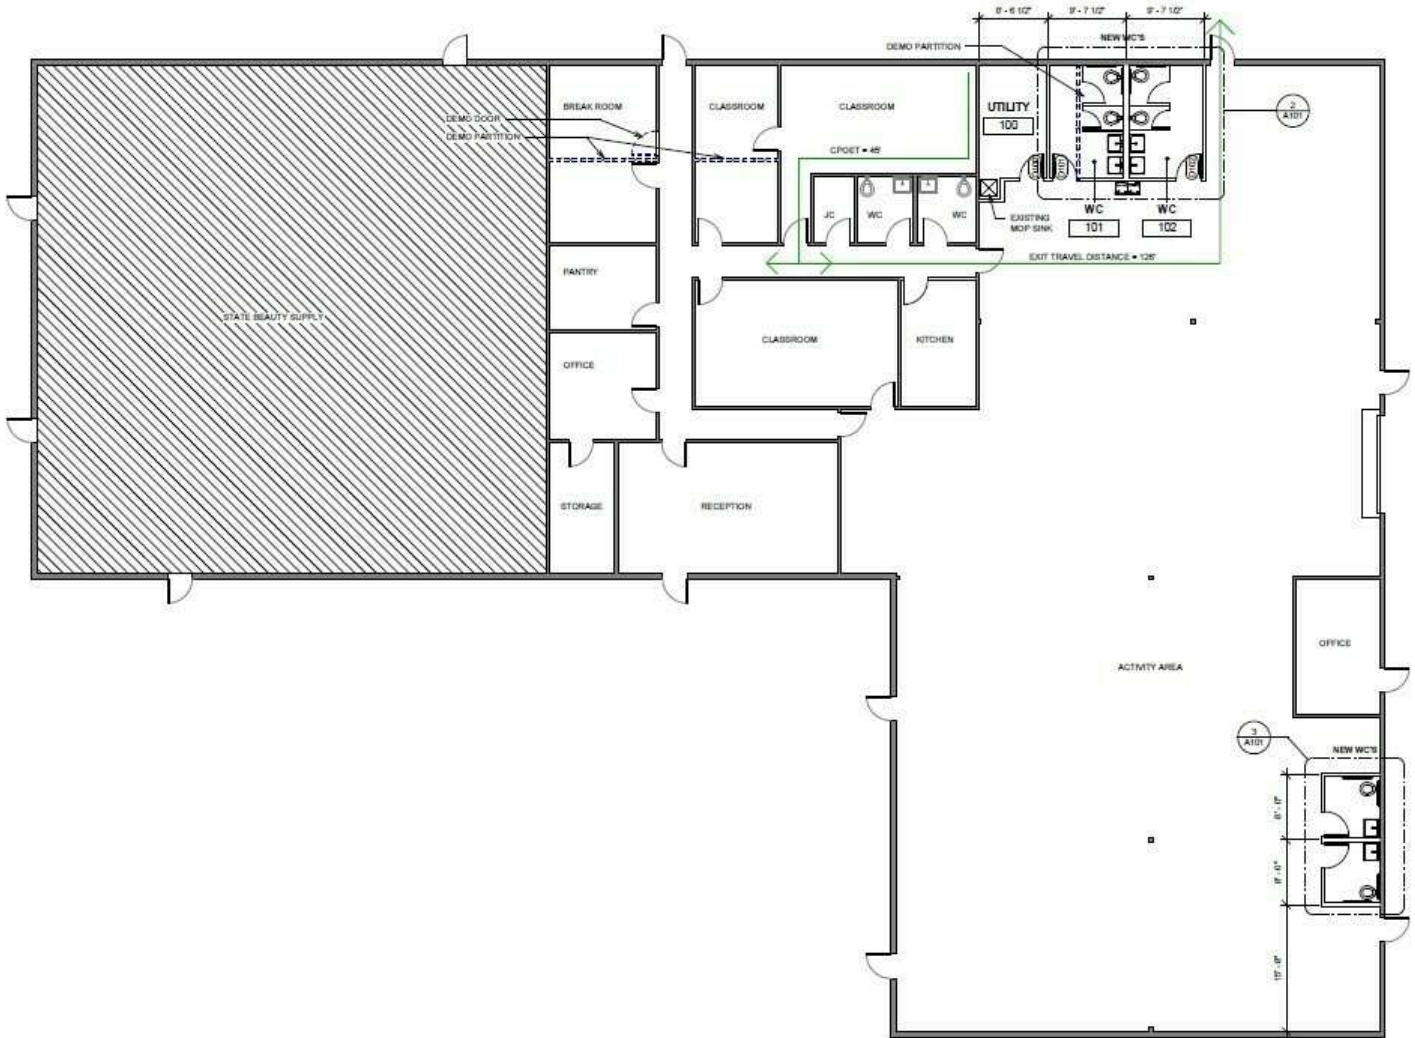 8' - 6 1/2"
9' - 7 1/2"
9' - 7 1/2"
NEW WC'S
DEMO PARTITION
BREAK ROOM
CLASSROOM
CLASSROOM
UTILITY
100
2
A101
DEMO DOOR
DEMO PARTITION
CPOET = 45'
JC
WC
WC
EXISTING
MOP SINK
WC
101
WC
102
EXIT TRAVEL DISTANCE = 126'
PANTRY
STATE BEAUTY SUPPLY
CLASSROOM
KITCHEN
OFFICE
STORAGE
RECEPTION
OFFICE
ACTIVITY AREA
3
A101
NEW WC'S